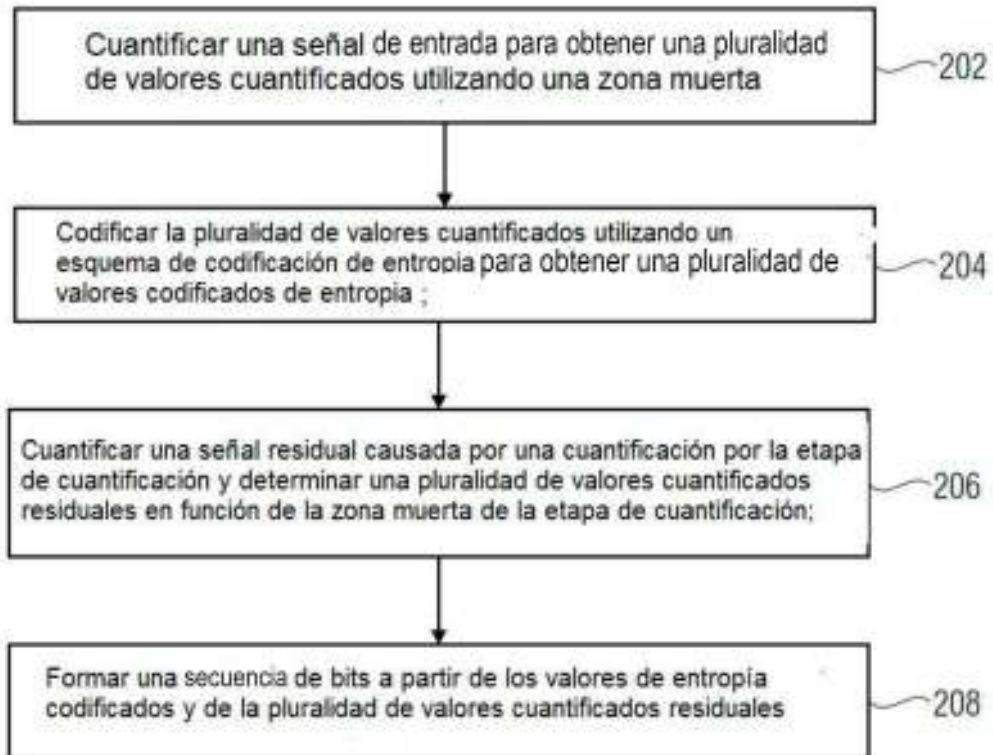 Cuantificar una señal de entrada para obtener una pluralidad
de valores cuantificados utilizando una zona muerta
202
Codificar la pluralidad de valores cuantificados utilizando un
esquema de codificación de entropia para obtener una pluralidad de
valores codificados de entropia ;
204
Cuantificar una señal residual causada por una cuantificación por la etapa
de cuantificación y determinar una pluralidad de valores cuantificados
residuales en función de la zona muerta de la etapa de cuantificación;
206
Formar una secuencia de bits a partir de los valores de entropía
codificados y de la pluralidad de valores cuantificados residuales
208